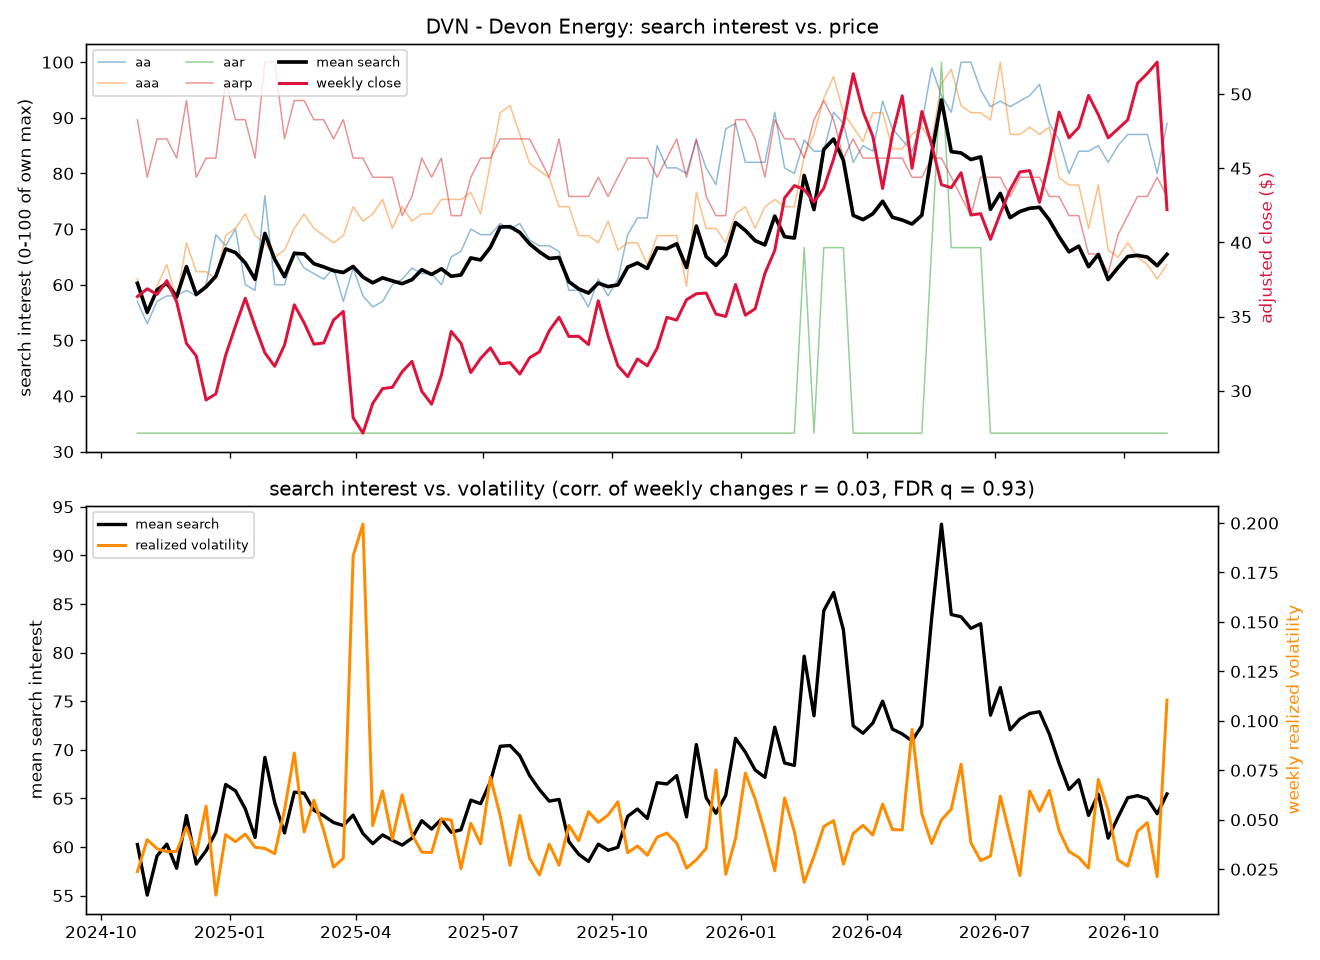 DVN - Devon Energy: search interest vs. price
aa
aaa
aar
aarp
mean search
weekly close
100
90
80
70
60
50
40
30
search interest (0-100 of own max)
50
45
40
35
30
adjusted close ($)
search interest vs. volatility (corr. of weekly changes r = 0.03, FDR q = 0.93)
mean search
realized volatility
95
90
85
80
75
70
65
60
55
mean search interest
0.200
0.175
0.150
0.125
0.100
0.075
0.050
0.025
weekly realized volatility
2024-10 2025-01 2025-04 2025-07 2025-10 2026-01 2026-04 2026-07 2026-10